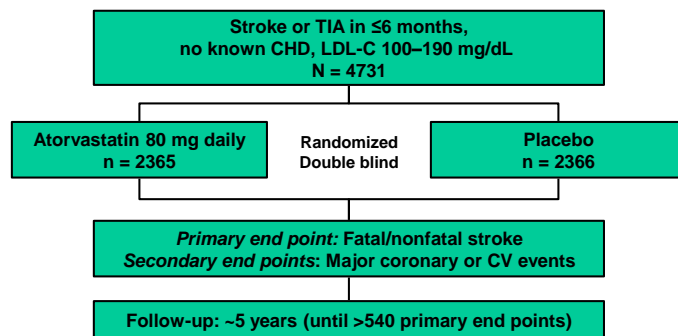 Stroke or TIA in ≤6 months,
no known CHD, LDL-C 100–190 mg/dL
N = 4731
Atorvastatin 80 mg daily
n = 2365
Randomized
Double blind
Placebo
n = 2366
Primary end point: Fatal/nonfatal stroke
Secondary end points: Major coronary or CV events
Follow-up: ~5 years (until >540 primary end points)